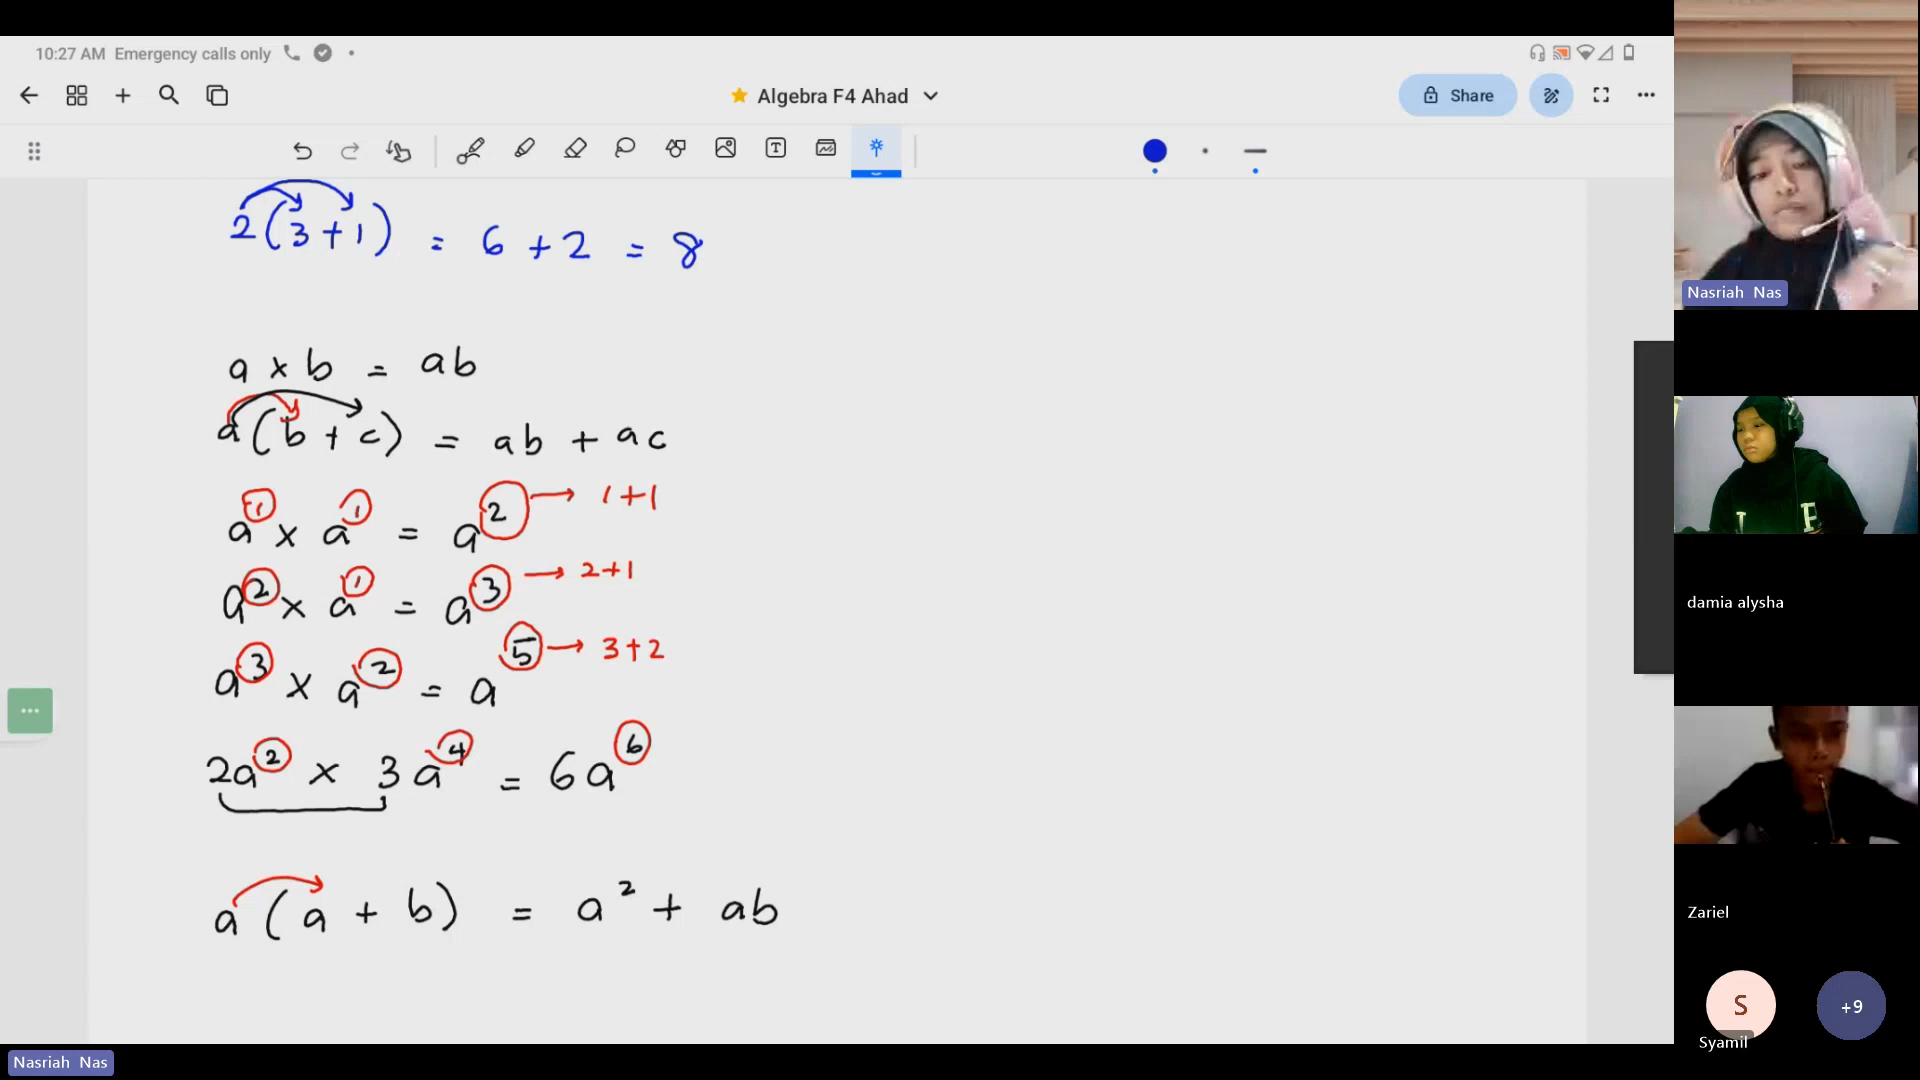 10:27 AM Emergency calls only
Algebra F4 Ahad
Share
2(3+1) = 6 + 2 = 8
a × b = ab
a(b + c) = ab + ac
a¹ × a¹ = a² → 1+1
a² × a¹ = a³ → 2+1
a³ × a² = a⁵ → 3+2
2a² × 3a⁴ = 6a⁶
a(a + b) = a² + ab
Nasriah Nas
Nasriah Nas
damia alysha
Zariel
S
Syamil
+9